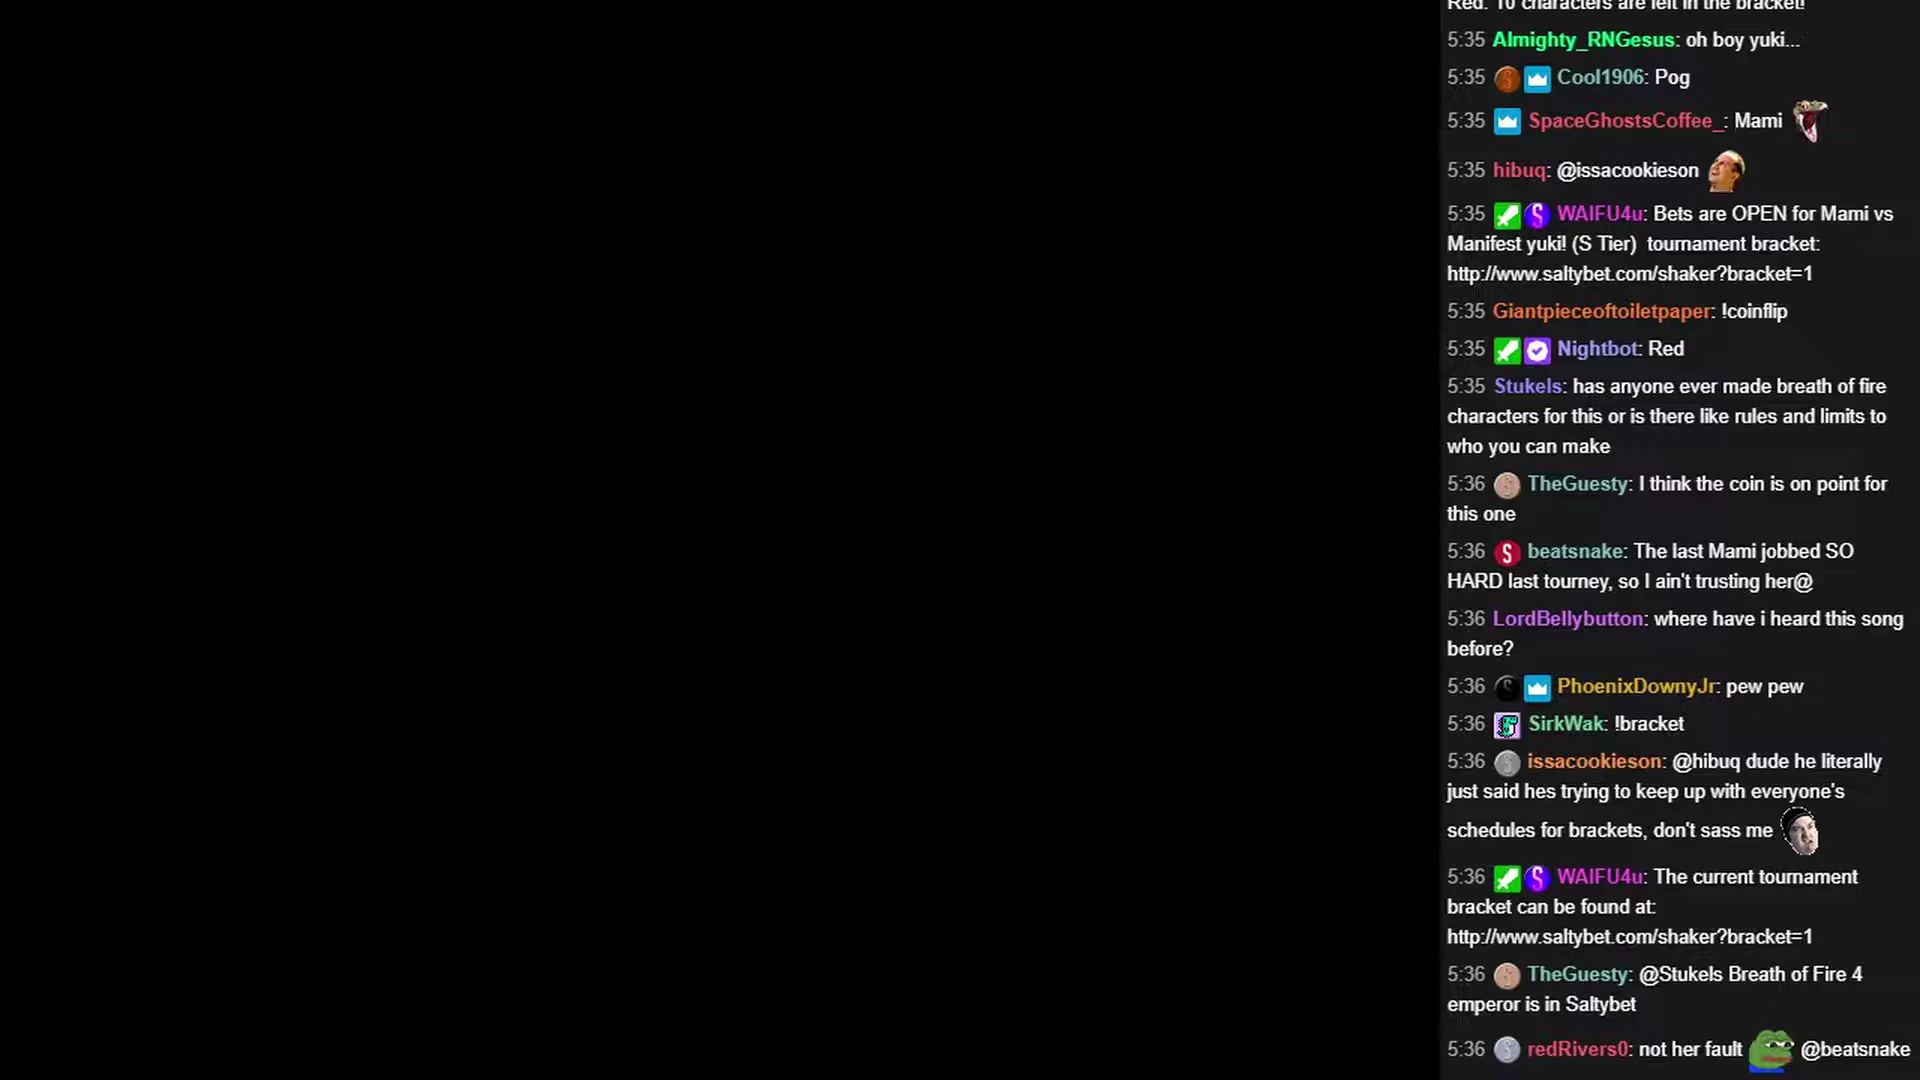 Red. 10 characters are left in the bracket!
5:35 Almighty_RNGesus: oh boy yuki...
5:35 Cool1906: Pog
5:35 SpaceGhostsCoffee_: Mami
5:35 hibuq: @issacookieson
5:35 WAIFU4u: Bets are OPEN for Mami vs
Manifest yuki! (S Tier) tournament bracket:
http://www.saltybet.com/shaker?bracket=1
5:35 Giantpieceoftoiletpaper: !coinflip
5:35 Nightbot: Red
5:35 Stukels: has anyone ever made breath of fire
characters for this or is there like rules and limits to
who you can make
5:36 TheGuesty: I think the coin is on point for
this one
5:36 beatsnake: The last Mami jobbed SO
HARD last tourney, so I ain't trusting her@
5:36 LordBellybutton: where have i heard this song
before?
5:36 PhoenixDownyJr: pew pew
5:36 SirkWak: !bracket
5:36 issacookieson: @hibuq dude he literally
just said hes trying to keep up with everyone's
schedules for brackets, don't sass me
5:36 WAIFU4u: The current tournament
bracket can be found at:
http://www.saltybet.com/shaker?bracket=1
5:36 TheGuesty: @Stukels Breath of Fire 4
emperor is in Saltybet
5:36 redRivers0: not her fault @beatsnake